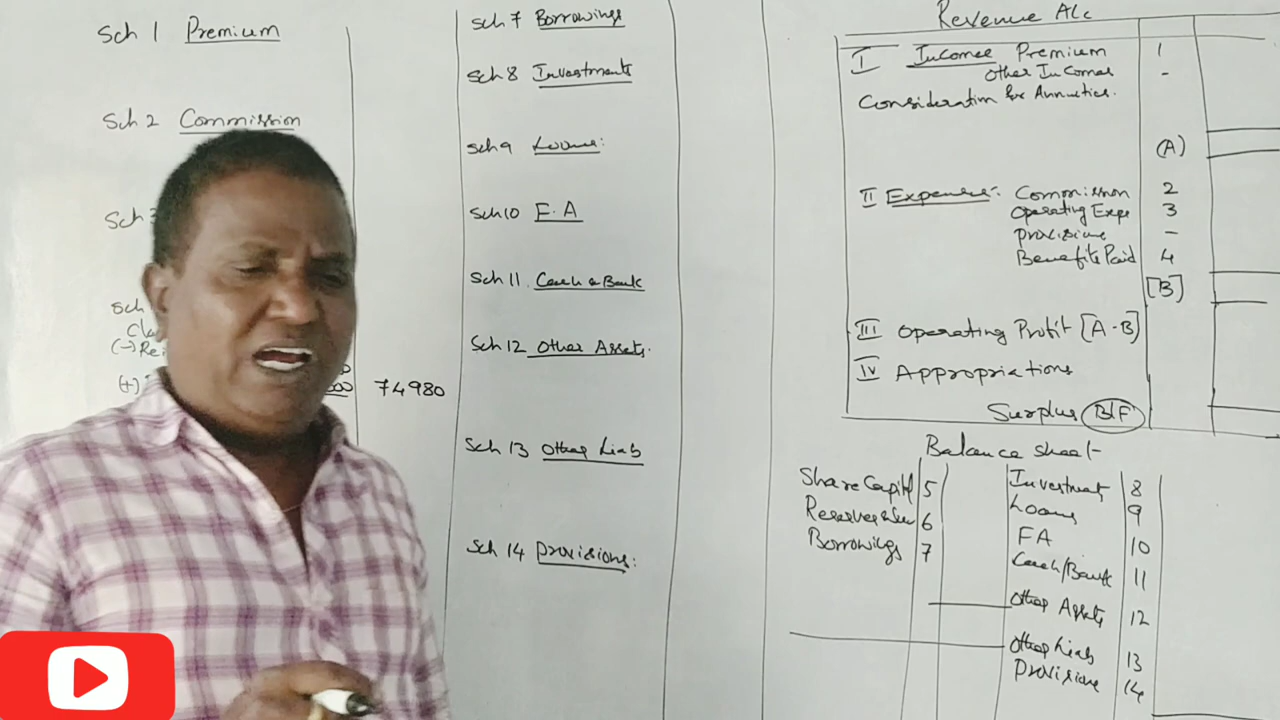 Sch 1 Premium
Sch 2 Commission
Sch 3
Sch
(-) Rei
(+)
74980
Sch 7 Borrowings
Sch 8 Investments
Sch 9 Loans:
Sch 10 F.A
Sch 11. Cash & Bank
Sch 12 Other Assets.
Sch 13 Other Liab
Sch 14 Provisions:
Revenue A/c
I Incomes Premium 1
Other Incomes -
Consideration for Annuities.
(A)
II Expenses: Commission 2
Operating Expe 3
Provisions -
Benefits Paid 4
[B]
III Operating Profit [A-B]
IV Appropriations
Surplus B/F
Balance sheet
Share Capital 5 Investment 8
Reserves & Su 6 Loans 9
Borrowings 7 FA 10
Cash/Bank 11
Other Assets 12
Other Liab 13
Provisions 14